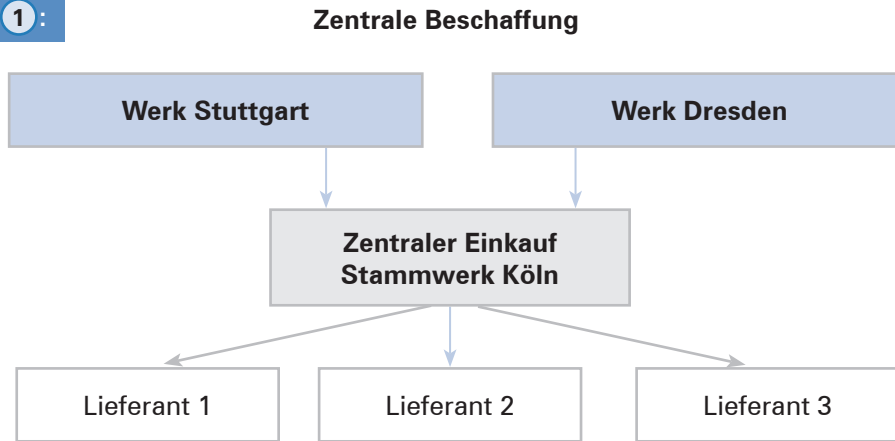 1 :
Zentrale Beschaffung
Werk Stuttgart
Werk Dresden
Zentraler Einkauf
Stammwerk Köln
Lieferant 1
Lieferant 2
Lieferant 3